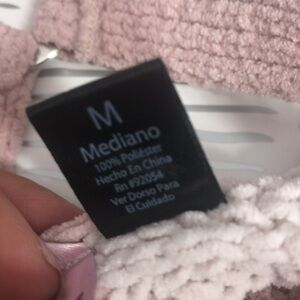 M
Mediano
100% Poliéster
Hecho En China
Rn #92054
Ver Dorso Para
El Cuidado